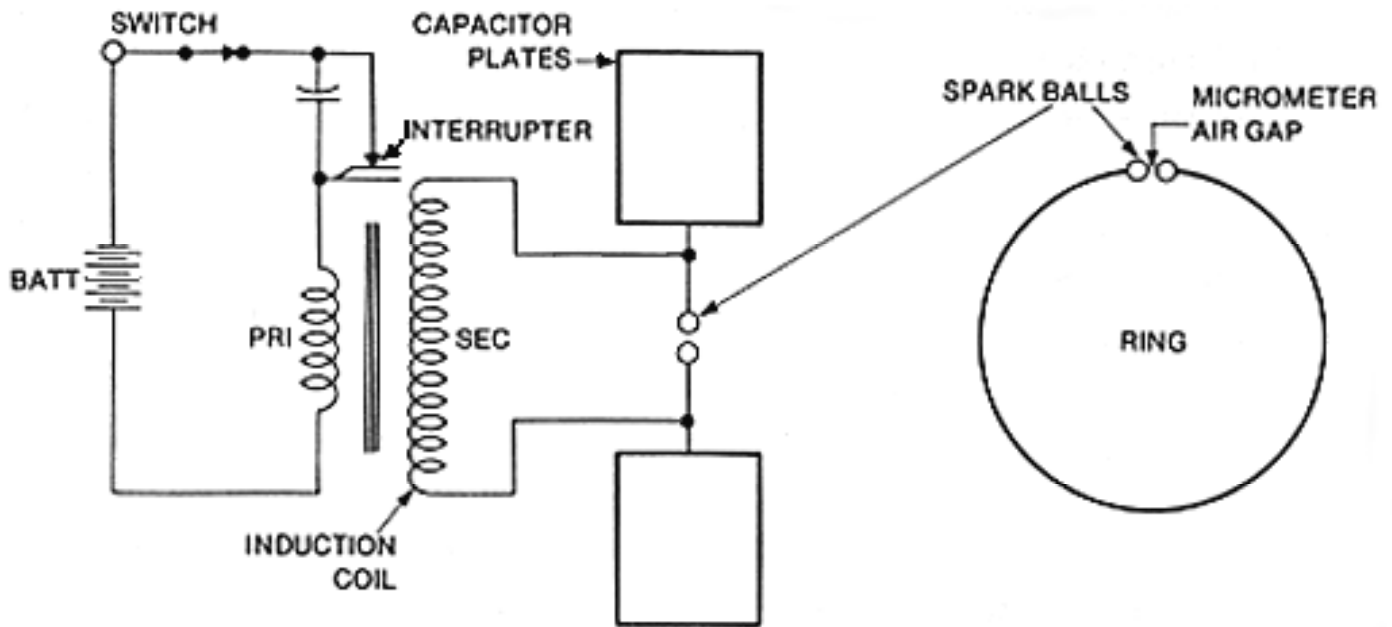 SWITCH
CAPACITOR
PLATES
SPARK BALLS
MICROMETER
AIR GAP
INTERRUPTER
BATT
PRI
SEC
RING
INDUCTION
COIL